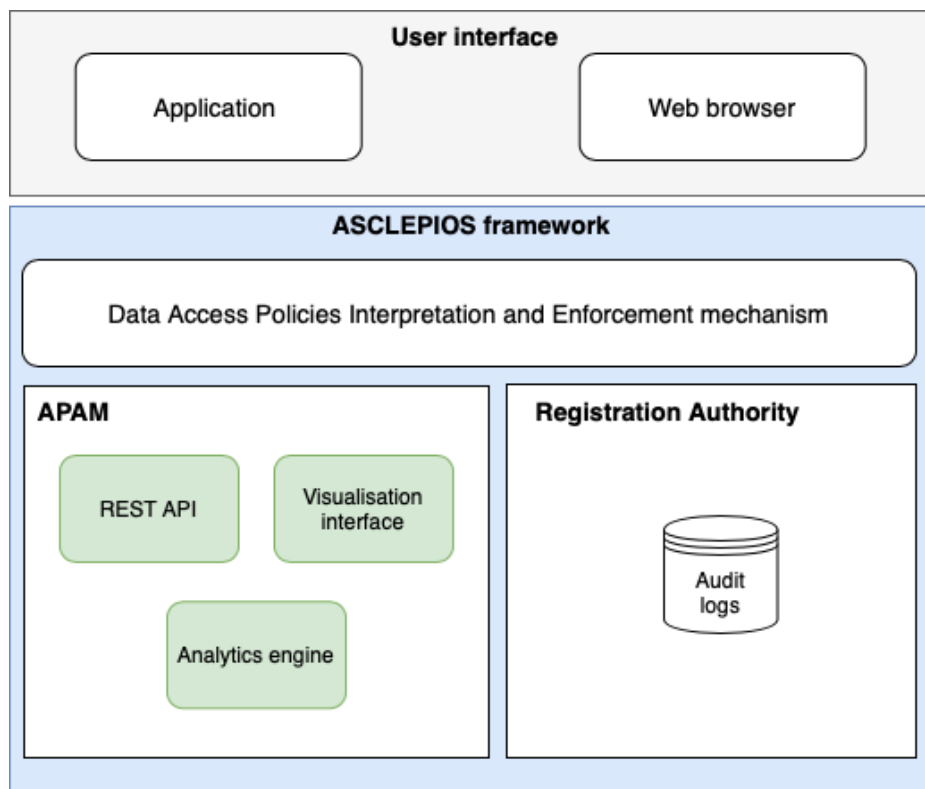 User interface
Application
Web browser
ASCLEPIOS framework
Data Access Policies Interpretation and Enforcement mechanism
APAM
Registration Authority
REST API
Visualisation
interface
Audit
logs
Analytics engine